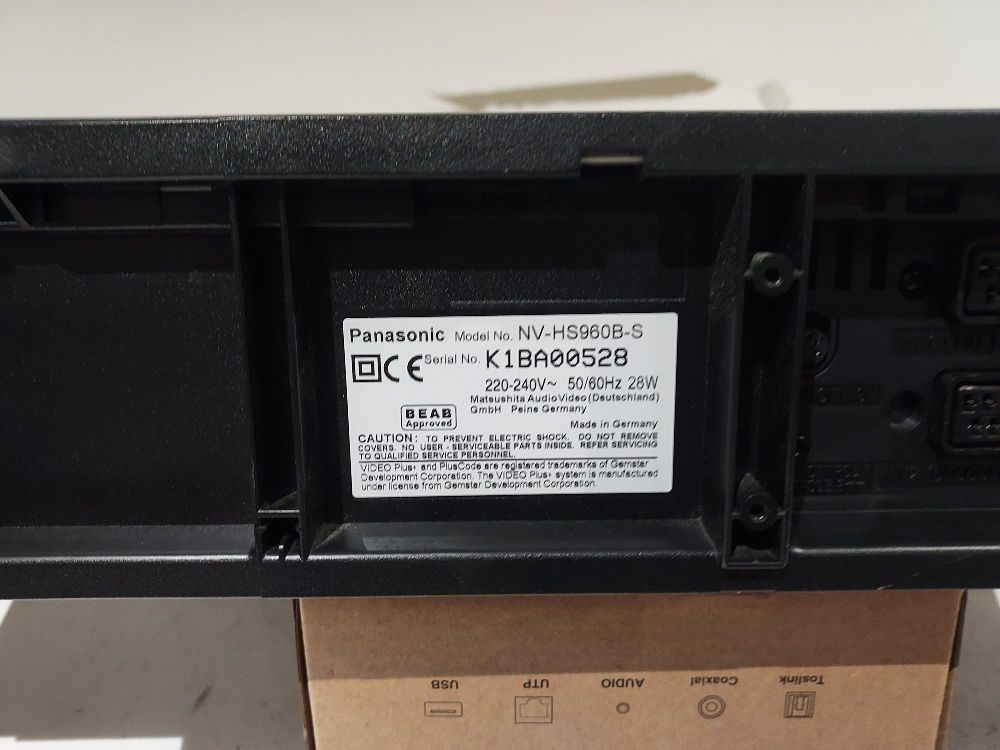 Panasonic Model No. NV-HS960B-S
Serial No. K1BA00528
CE
220-240V~ 50/60Hz 28W
Matsushita AudioVideo (Deutschland)
GmbH Peine Germany
BEAB
Approved
Made in Germany
CAUTION: TO PREVENT ELECTRIC SHOCK, DO NOT REMOVE
COVERS. NO USER-SERVICEABLE PARTS INSIDE. REFER SERVICING
TO QUALIFIED SERVICE PERSONNEL.
VIDEO Plus+ and PlusCode are registered trademarks of Gemstar
Development Corporation. The VIDEO Plus+ system is manufactured
under license from Gemstar Development Corporation.
USB UTP AUDIO Coaxial Toslink